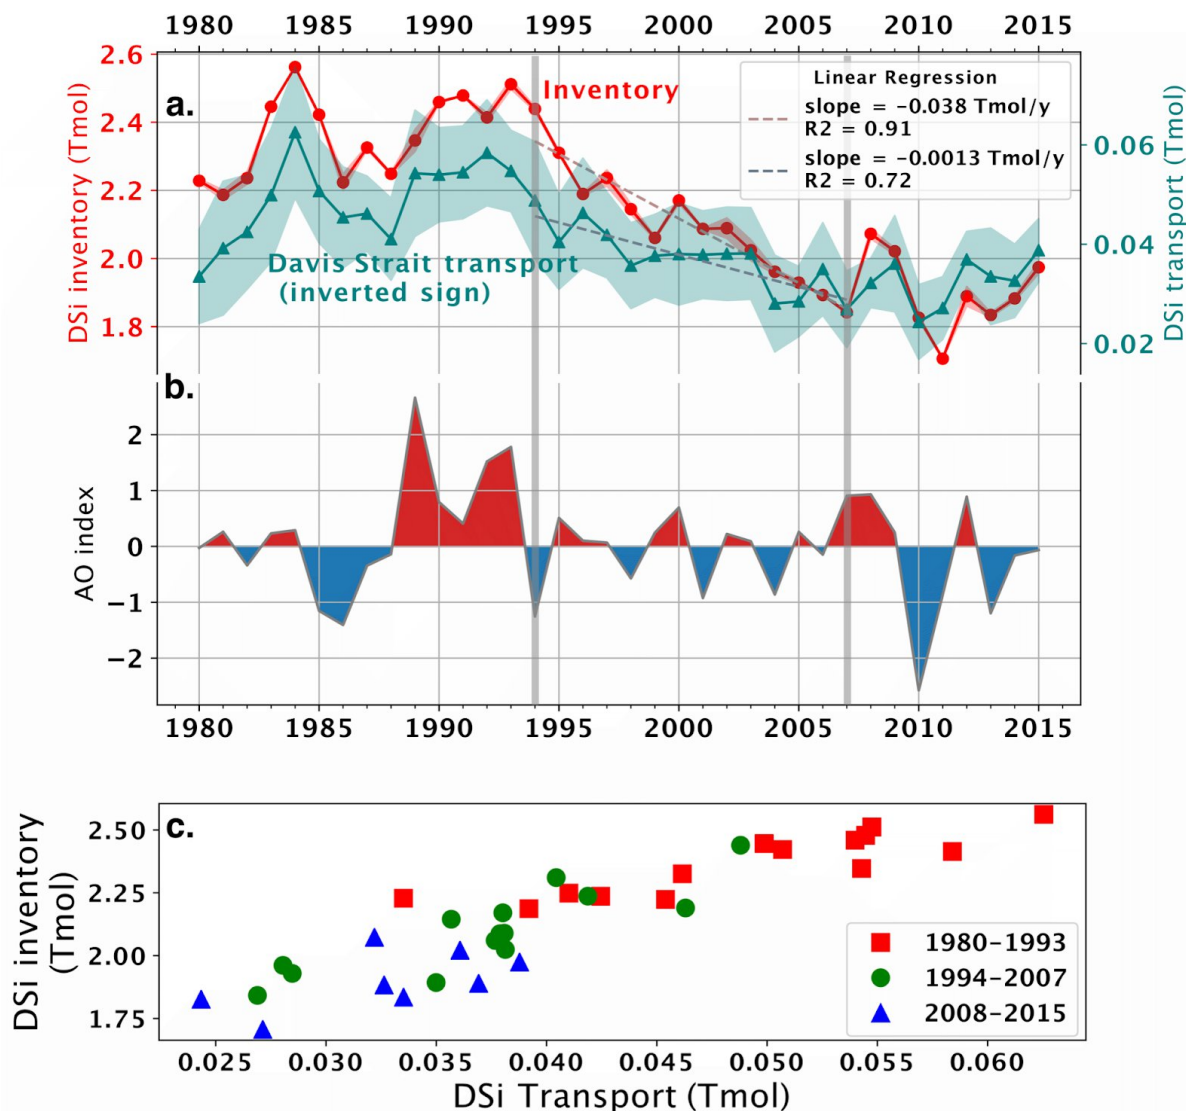 1980 1985 1990 1995 2000 2005 2010 2015
a.
DSi inventory (Tmol)
2.6
2.4
2.2
2.0
1.8
Inventory
Linear Regression
slope = −0.038 Tmol/y
R2 = 0.91
slope = −0.0013 Tmol/y
R2 = 0.72
Davis Strait transport
(inverted sign)
0.06
0.04
0.02
DSi transport (Tmol)
b.
AO index
2
1
0
−1
−2
1980 1985 1990 1995 2000 2005 2010 2015
c.
DSi inventory
(Tmol)
2.50
2.25
2.00
1.75
1980−1993
1994−2007
2008−2015
0.025 0.030 0.035 0.040 0.045 0.050 0.055 0.060
DSi Transport (Tmol)